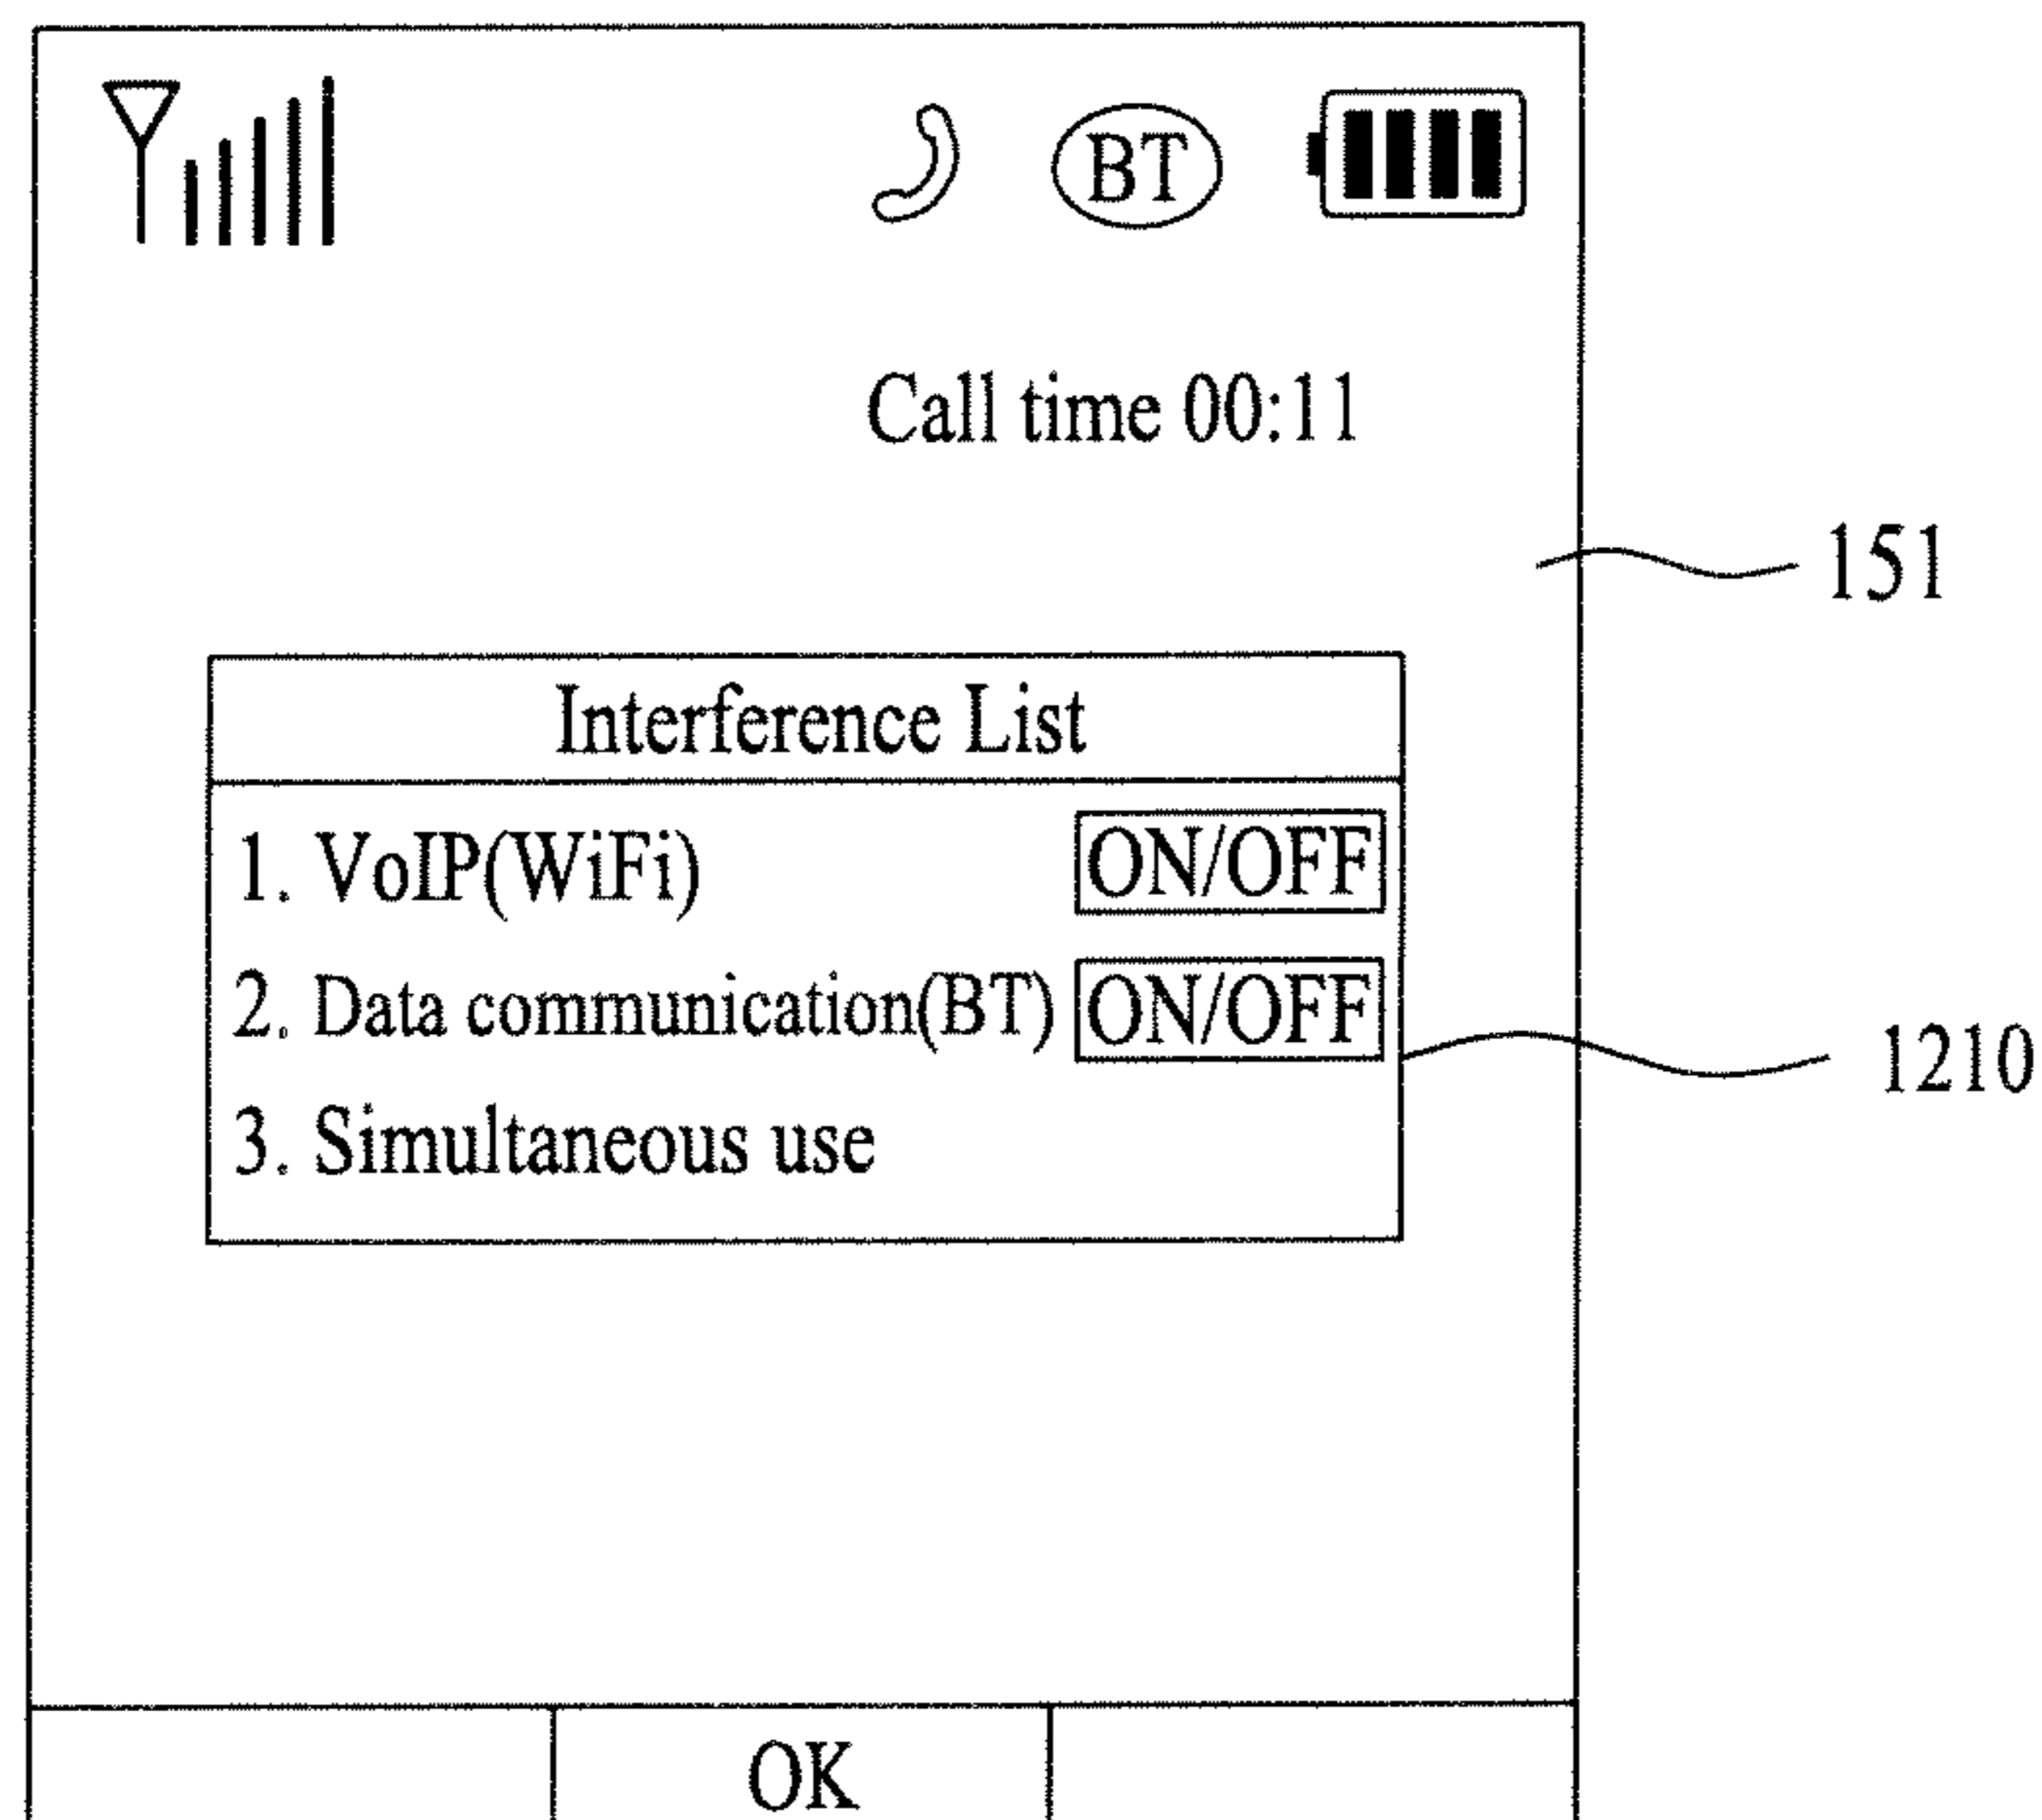 BT
Call time 00:11
151
Interference List
1. VoIP(WiFi) ON/OFF
2. Data communication(BT) ON/OFF
1210
3. Simultaneous use
OK